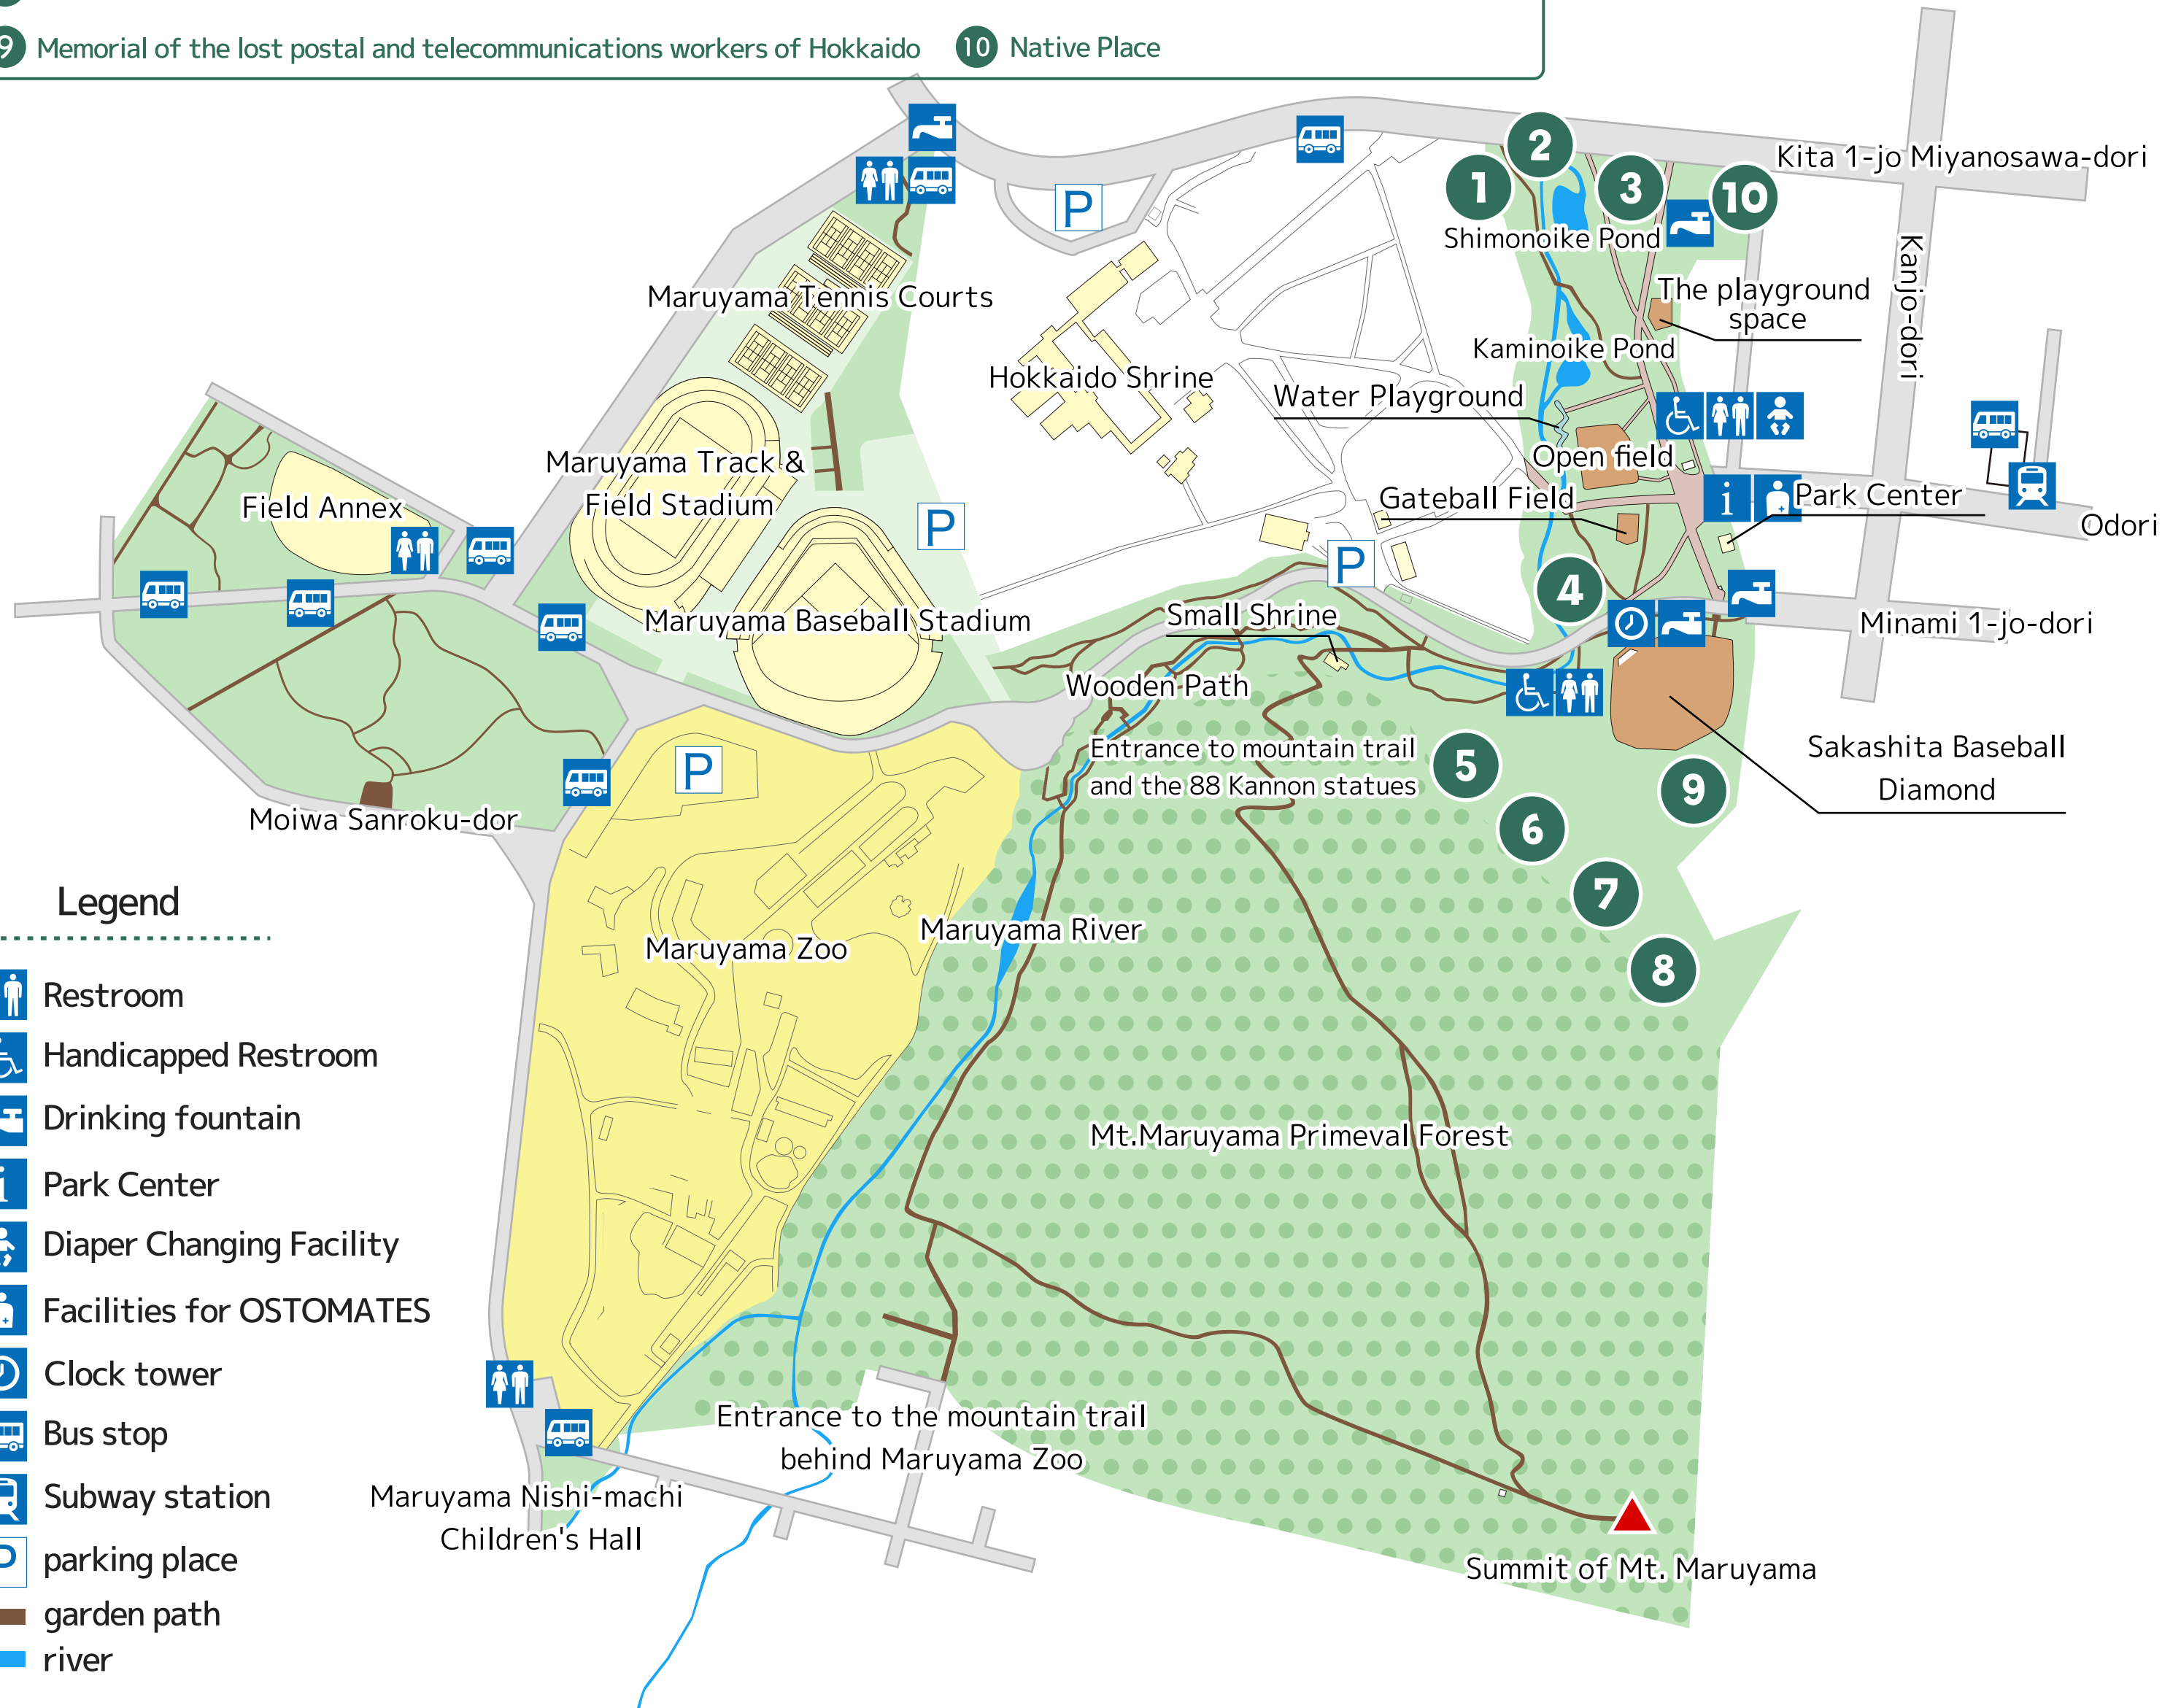 9 Memorial of the lost postal and telecommunications workers of Hokkaido 10 Native Place
Kita 1-jo Miyanosawa-dori
1
2
3
10
P
Shimonoike Pond
Kanjo-dori
The playground
space
Maruyama Tennis Courts
Kaminoike Pond
Hokkaido Shrine
Water Playground
Open field
Maruyama Track &
Field Stadium
Gateball Field
i
Park Center
Field Annex
P
Odori
P
4
Small Shrine
Maruyama Baseball Stadium
Minami 1-jo-dori
Wooden Path
P
Entrance to mountain trail
and the 88 Kannon statues
5
Sakashita Baseball
Diamond
9
6
Moiwa Sanroku-dor
7
8
Maruyama River
Maruyama Zoo
Mt.Maruyama Primeval Forest
Entrance to the mountain trail
behind Maruyama Zoo
Maruyama Nishi-machi
Children's Hall
Summit of Mt. Maruyama
Legend
Restroom
Handicapped Restroom
Drinking fountain
i Park Center
Diaper Changing Facility
Facilities for OSTOMATES
Clock tower
Bus stop
Subway station
P parking place
garden path
river